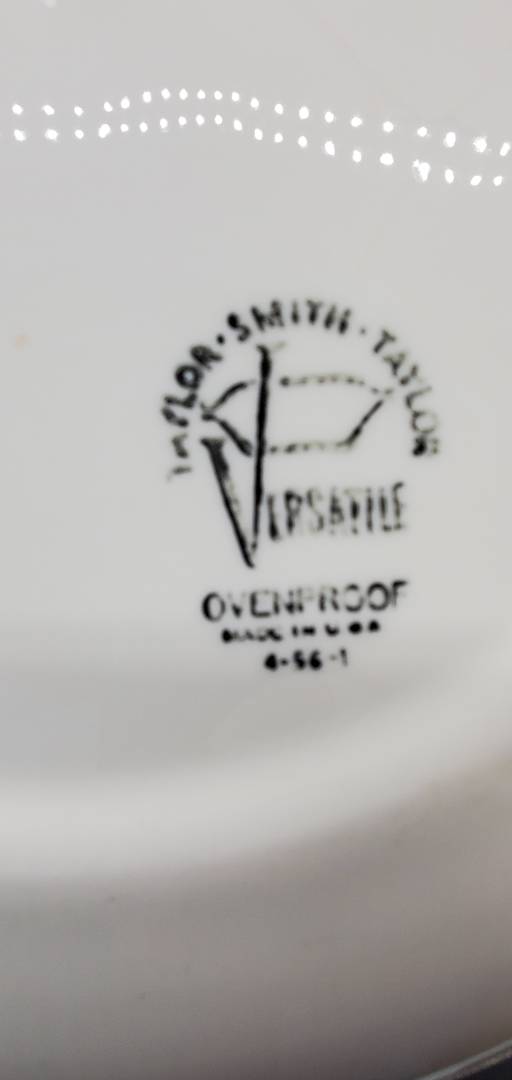 TAYLOR · SMITH · TAYLOR
VERSATILE
OVENPROOF
MADE IN U S A
4-56-1